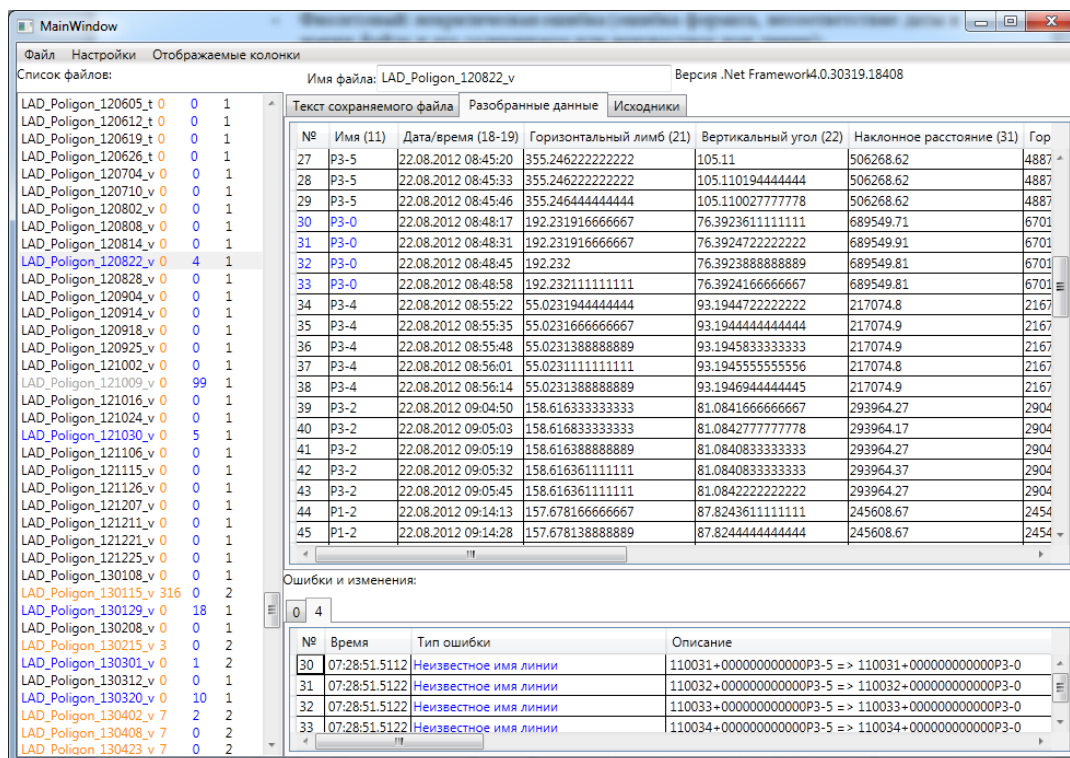 MainWindow
Файл Настройки Отображаемые колонки
Список файлов:
Имя файла: LAD_Poligon_120822_v
Версия .Net Framework4.0.30319.18408
LAD_Poligon_120605_t 0 0 1
LAD_Poligon_120612_t 0 0 1
LAD_Poligon_120619_t 0 0 1
LAD_Poligon_120626_t 0 0 1
LAD_Poligon_120704_v 0 0 1
LAD_Poligon_120710_v 0 0 1
LAD_Poligon_120802_v 0 0 1
LAD_Poligon_120808_v 0 0 1
LAD_Poligon_120814_v 0 0 1
LAD_Poligon_120822_v 0 4 1
LAD_Poligon_120828_v 0 0 1
LAD_Poligon_120904_v 0 0 1
LAD_Poligon_120914_v 0 0 1
LAD_Poligon_120918_v 0 0 1
LAD_Poligon_120925_v 0 0 1
LAD_Poligon_121002_v 0 0 1
LAD_Poligon_121009_v 0 99 1
LAD_Poligon_121016_v 0 0 1
LAD_Poligon_121024_v 0 0 1
LAD_Poligon_121030_v 0 5 1
LAD_Poligon_121106_v 0 0 1
LAD_Poligon_121115_v 0 0 1
LAD_Poligon_121126_v 0 0 1
LAD_Poligon_121207_v 0 0 1
LAD_Poligon_121211_v 0 0 1
LAD_Poligon_121221_v 0 0 1
LAD_Poligon_121225_v 0 0 1
LAD_Poligon_130108_v 0 0 1
LAD_Poligon_130115_v 316 0 2
LAD_Poligon_130129_v 0 18 1
LAD_Poligon_130208_v 0 0 1
LAD_Poligon_130215_v 3 0 2
LAD_Poligon_130301_v 0 1 2
LAD_Poligon_130312_v 0 0 1
LAD_Poligon_130320_v 0 10 1
LAD_Poligon_130402_v 7 2 2
LAD_Poligon_130408_v 7 0 2
LAD_Poligon_130423_v 7 0 2
Текст сохраняемого файла Разобранные данные Исходники
№ Имя (11) Дата/время (18-19) Горизонтальный лимб (21) Вертикальный угол (22) Наклонное расстояние (31) Гор
27 P3-5 22.08.2012 08:45:20 355.246222222222 105.11 506268.62 4887
28 P3-5 22.08.2012 08:45:33 355.246222222222 105.110194444444 506268.62 4887
29 P3-5 22.08.2012 08:45:46 355.246444444444 105.110027777778 506268.62 4887
30 P3-0 22.08.2012 08:48:17 192.231916666667 76.3923611111111 689549.71 6701
31 P3-0 22.08.2012 08:48:31 192.231916666667 76.3924722222222 689549.91 6701
32 P3-0 22.08.2012 08:48:45 192.232 76.3923888888889 689549.81 6701
33 P3-0 22.08.2012 08:48:58 192.232111111111 76.3924166666667 689549.81 6701
34 P3-4 22.08.2012 08:55:22 55.0231944444444 93.1944722222222 217074.8 2167
35 P3-4 22.08.2012 08:55:35 55.0231666666667 93.1944444444444 217074.9 2167
36 P3-4 22.08.2012 08:55:48 55.0231388888889 93.1945833333333 217074.9 2167
37 P3-4 22.08.2012 08:56:01 55.0231111111111 93.1945555555556 217074.8 2167
38 P3-4 22.08.2012 08:56:14 55.0231388888889 93.1946944444445 217074.9 2167
39 P3-2 22.08.2012 09:04:50 158.616333333333 81.0841666666667 293964.27 2904
40 P3-2 22.08.2012 09:05:03 158.616833333333 81.0842777777778 293964.17 2904
41 P3-2 22.08.2012 09:05:19 158.616388888889 81.0840833333333 293964.27 2904
42 P3-2 22.08.2012 09:05:32 158.616361111111 81.0840833333333 293964.37 2904
43 P3-2 22.08.2012 09:05:45 158.616361111111 81.0842222222222 293964.27 2904
44 P1-2 22.08.2012 09:14:13 157.678166666667 87.8243611111111 245608.67 2454
45 P1-2 22.08.2012 09:14:28 157.678138888889 87.8244444444444 245608.67 2454
Ошибки и изменения:
0 4
№ Время Тип ошибки Описание
30 07:28:51.5112 Неизвестное имя линии 110031+000000000000P3-5 => 110031+000000000000P3-0
31 07:28:51.5122 Неизвестное имя линии 110032+000000000000P3-5 => 110032+000000000000P3-0
32 07:28:51.5122 Неизвестное имя линии 110033+000000000000P3-5 => 110033+000000000000P3-0
33 07:28:51.5122 Неизвестное имя линии 110034+000000000000P3-5 => 110034+000000000000P3-0